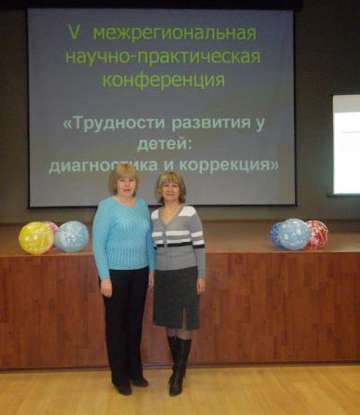 V межрегиональная
научно-практическая
конференция
«Трудности развития у
детей:
диагностика и коррекция»